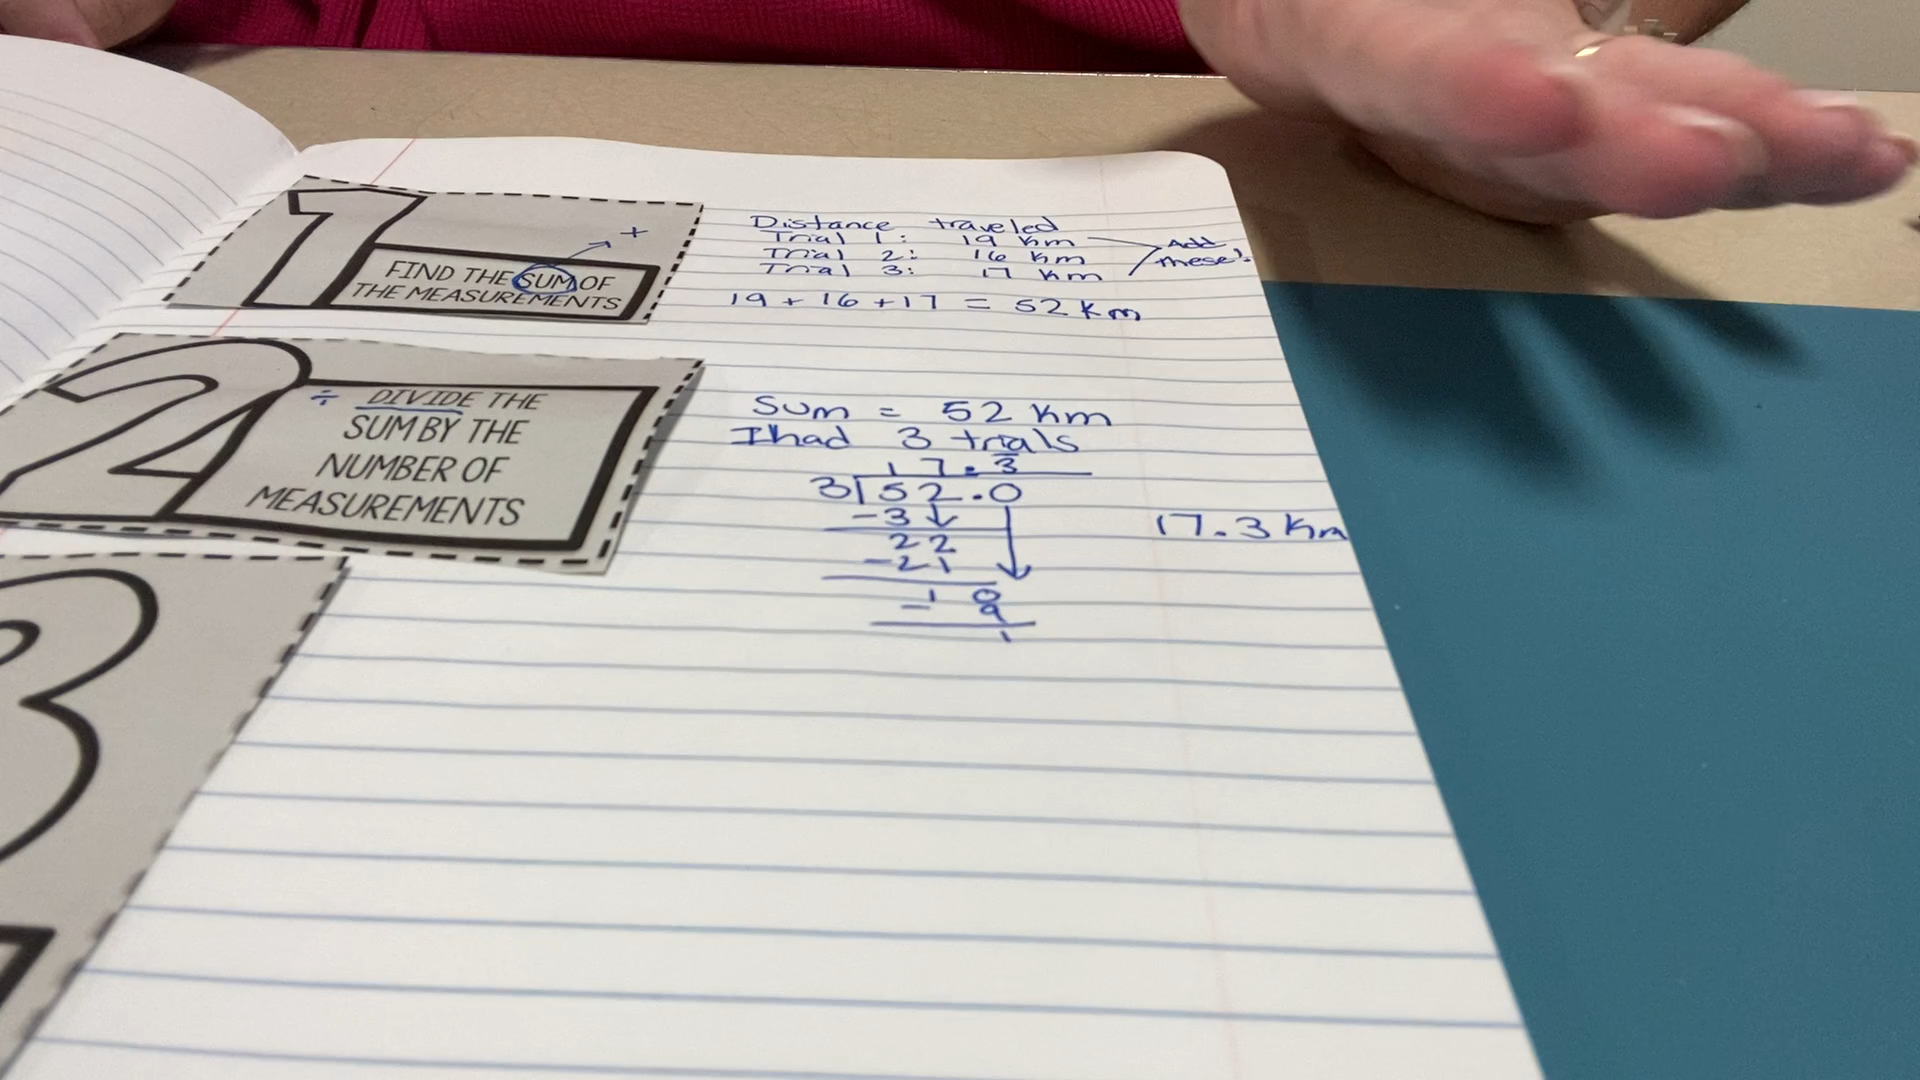 1
+
FIND THE SUM OF
THE MEASUREMENTS
Distance traveled
Trial 1: 19 km
Trial 2: 16 km
Trial 3: 17 km
Add
these!
19 + 16 + 17 = 52 km
2
÷ DIVIDE THE
SUM BY THE
NUMBER OF
MEASUREMENTS
Sum = 52 km
I had 3 trials
17.3
3 52.0
-3
22
-21
10
- 9
1
17.3 km
3